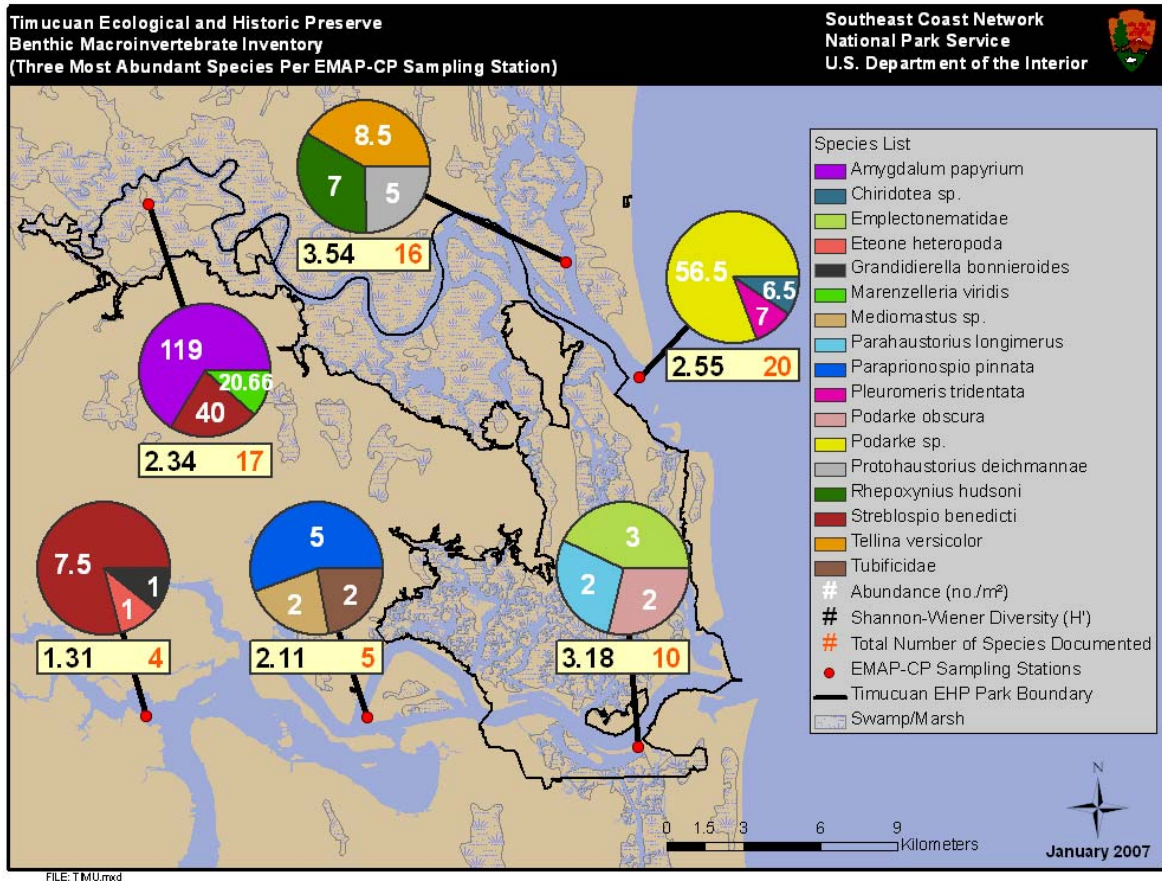 Timucuan Ecological and Historic Preserve
Benthic Macroinvertebrate Inventory
(Three Most Abundant Species Per EMAP-CP Sampling Station)
Southeast Coast Network
National Park Service
U.S. Department of the Interior
8.5
7
5
3.54 16
56.5
6.5
7
2.55 20
119
20.66
40
2.34 17
7.5
1
1
1.31 4
5
2
2
2.11 5
3
2
2
3.18 10
Species List
Amygdalum papyrium
Chiridotea sp.
Emplectonematidae
Eteone heteropoda
Grandidierella bonnieroides
Marenzelleria viridis
Mediomastus sp.
Parahaustorius longimerus
Paraprionospio pinnata
Pleuromeris tridentata
Podarke obscura
Podarke sp.
Protohaustorius deichmannae
Rhepoxynius hudsoni
Streblospio benedicti
Tellina versicolor
Tubificidae
# Abundance (no./m²)
# Shannon-Wiener Diversity (H')
# Total Number of Species Documented
EMAP-CP Sampling Stations
Timucuan EHP Park Boundary
Swamp/Marsh
N
0 1.5 3 6 9
Kilometers
January 2007
FILE: TIMU.mxd